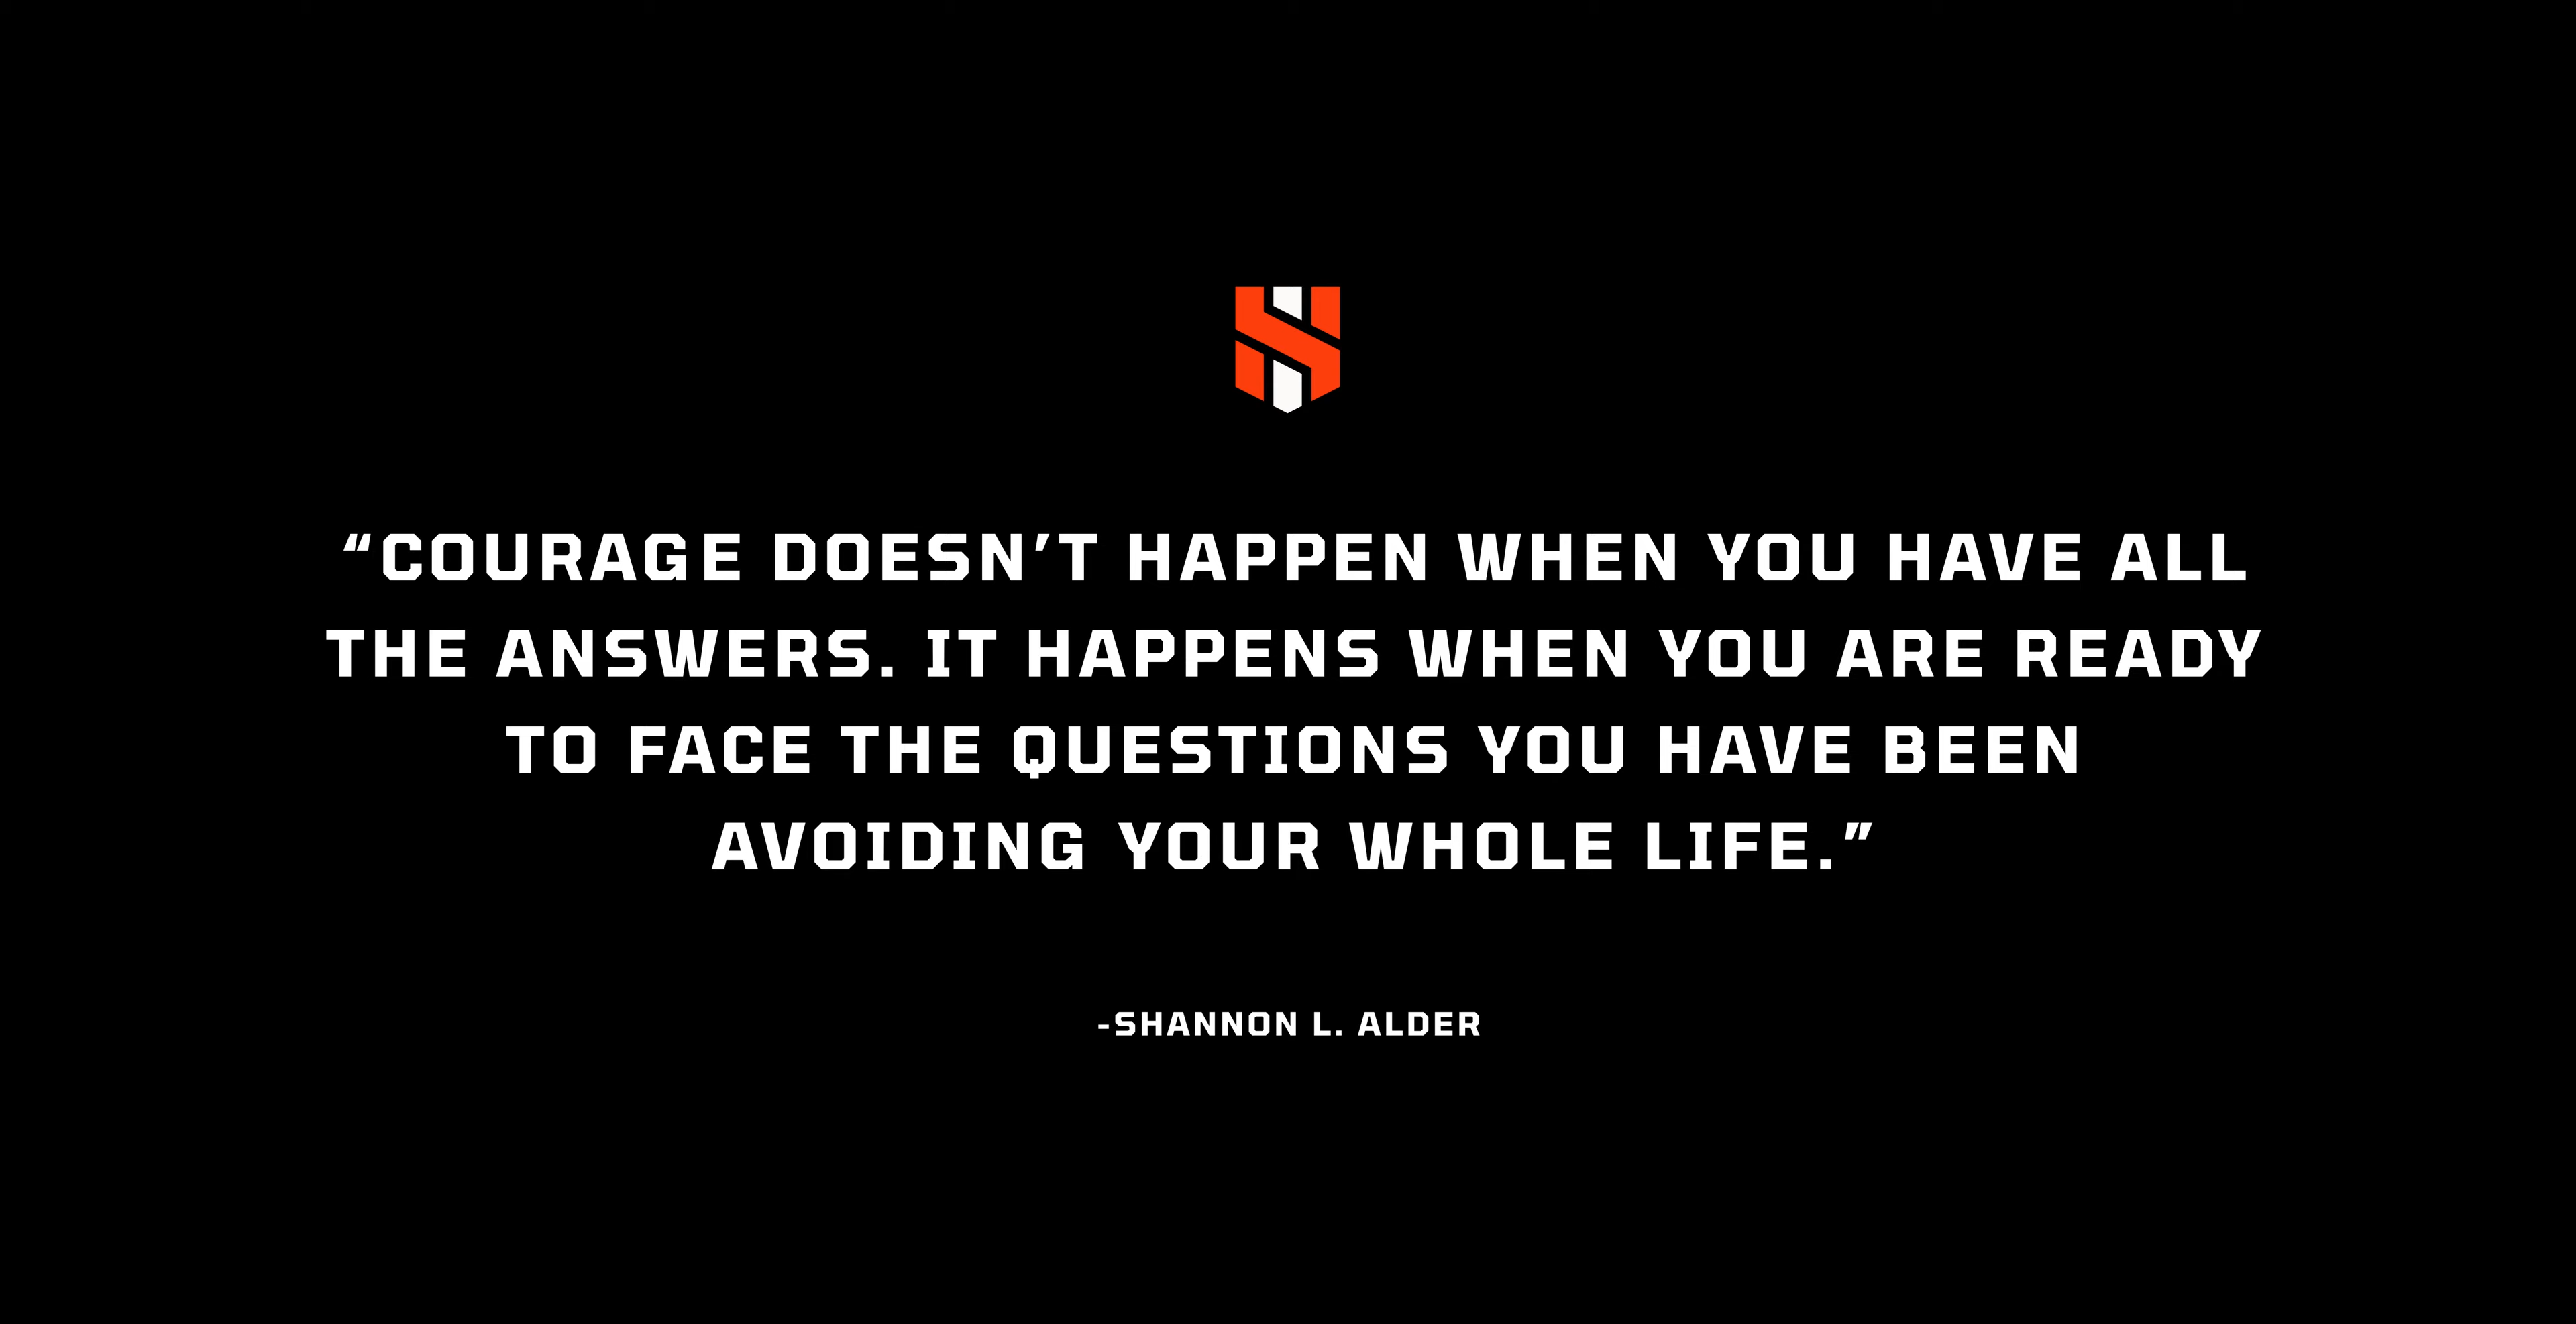 “COURAGE DOESN’T HAPPEN WHEN YOU HAVE ALL
THE ANSWERS. IT HAPPENS WHEN YOU ARE READY
TO FACE THE QUESTIONS YOU HAVE BEEN
AVOIDING YOUR WHOLE LIFE.”
-SHANNON L. ALDER